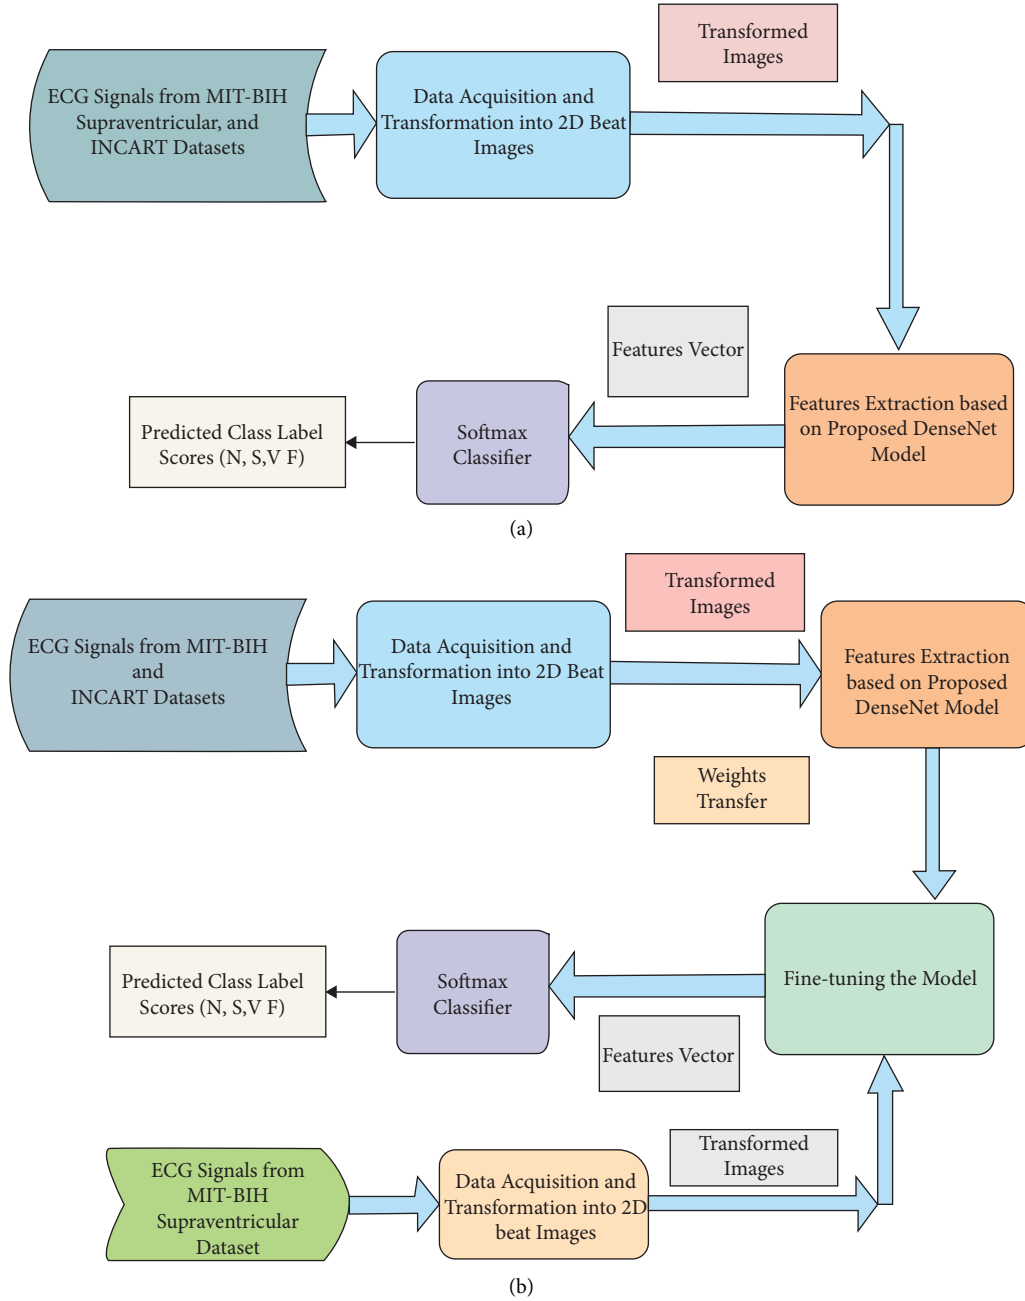 ECG Signals from MIT-BIH
Supraventricular, and
INCART Datasets
Data Acquisition and
Transformation into 2D Beat
Images
Transformed
Images
Features Extraction based
on Proposed DenseNet
Model
Features Vector
Softmax
Classifier
Predicted Class Label
Scores (N, S,V F)
(a)
ECG Signals from MIT-BIH
and
INCART Datasets
Data Acquisition and
Transformation into 2D Beat
Images
Transformed
Images
Features Extraction
based on Proposed
DenseNet Model
Weights
Transfer
Fine-tuning the Model
Features Vector
Softmax
Classifier
Predicted Class Label
Scores (N, S,V F)
ECG Signals from
MIT-BIH
Supraventricular
Dataset
Data Acquisition and
Transformation into 2D
beat Images
Transformed
Images
(b)